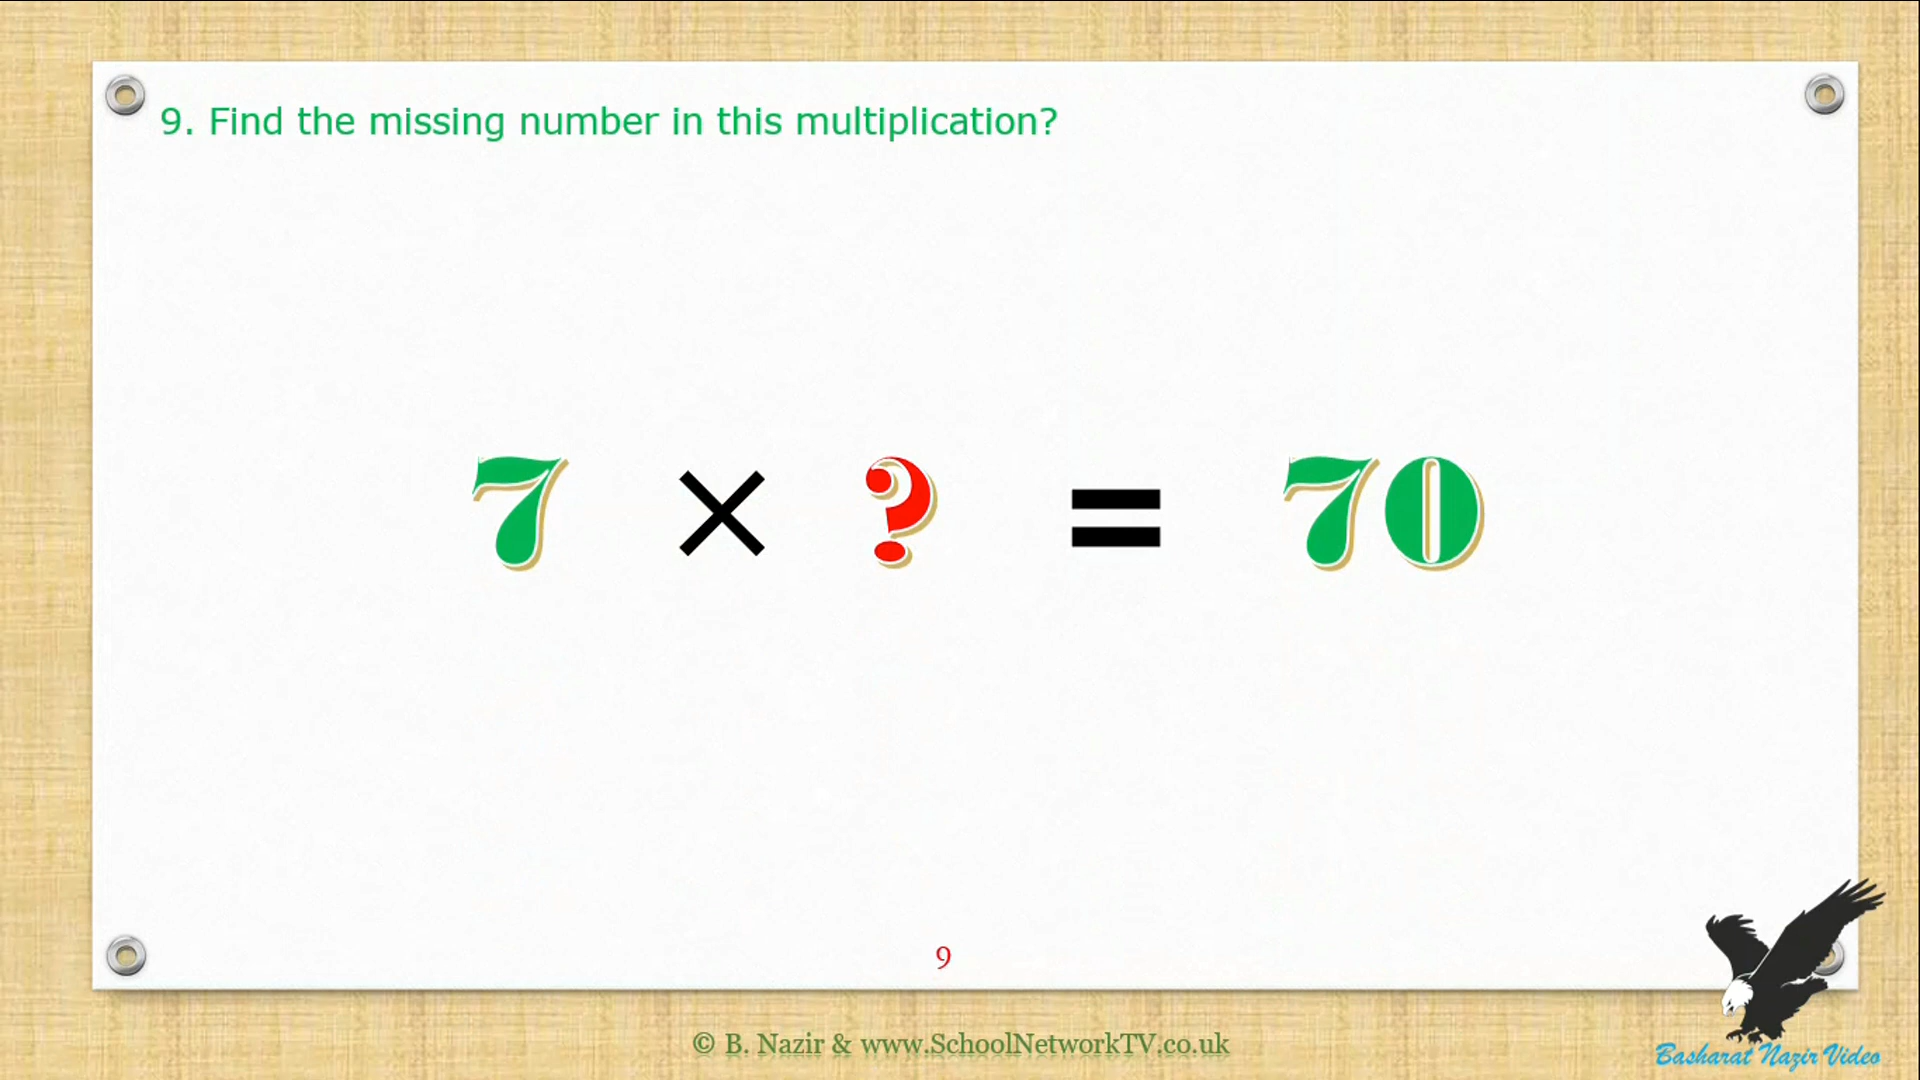 9. Find the missing number in this multiplication?
7 × ? = 70
9
© B. Nazir & www.SchoolNetworkTV.co.uk
Basharat Nazir Video